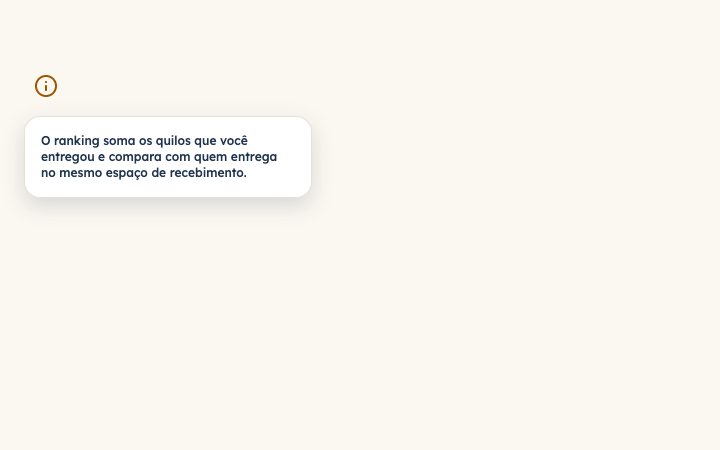 O ranking soma os quilos que você
entregou e compara com quem entrega
no mesmo espaço de recebimento.